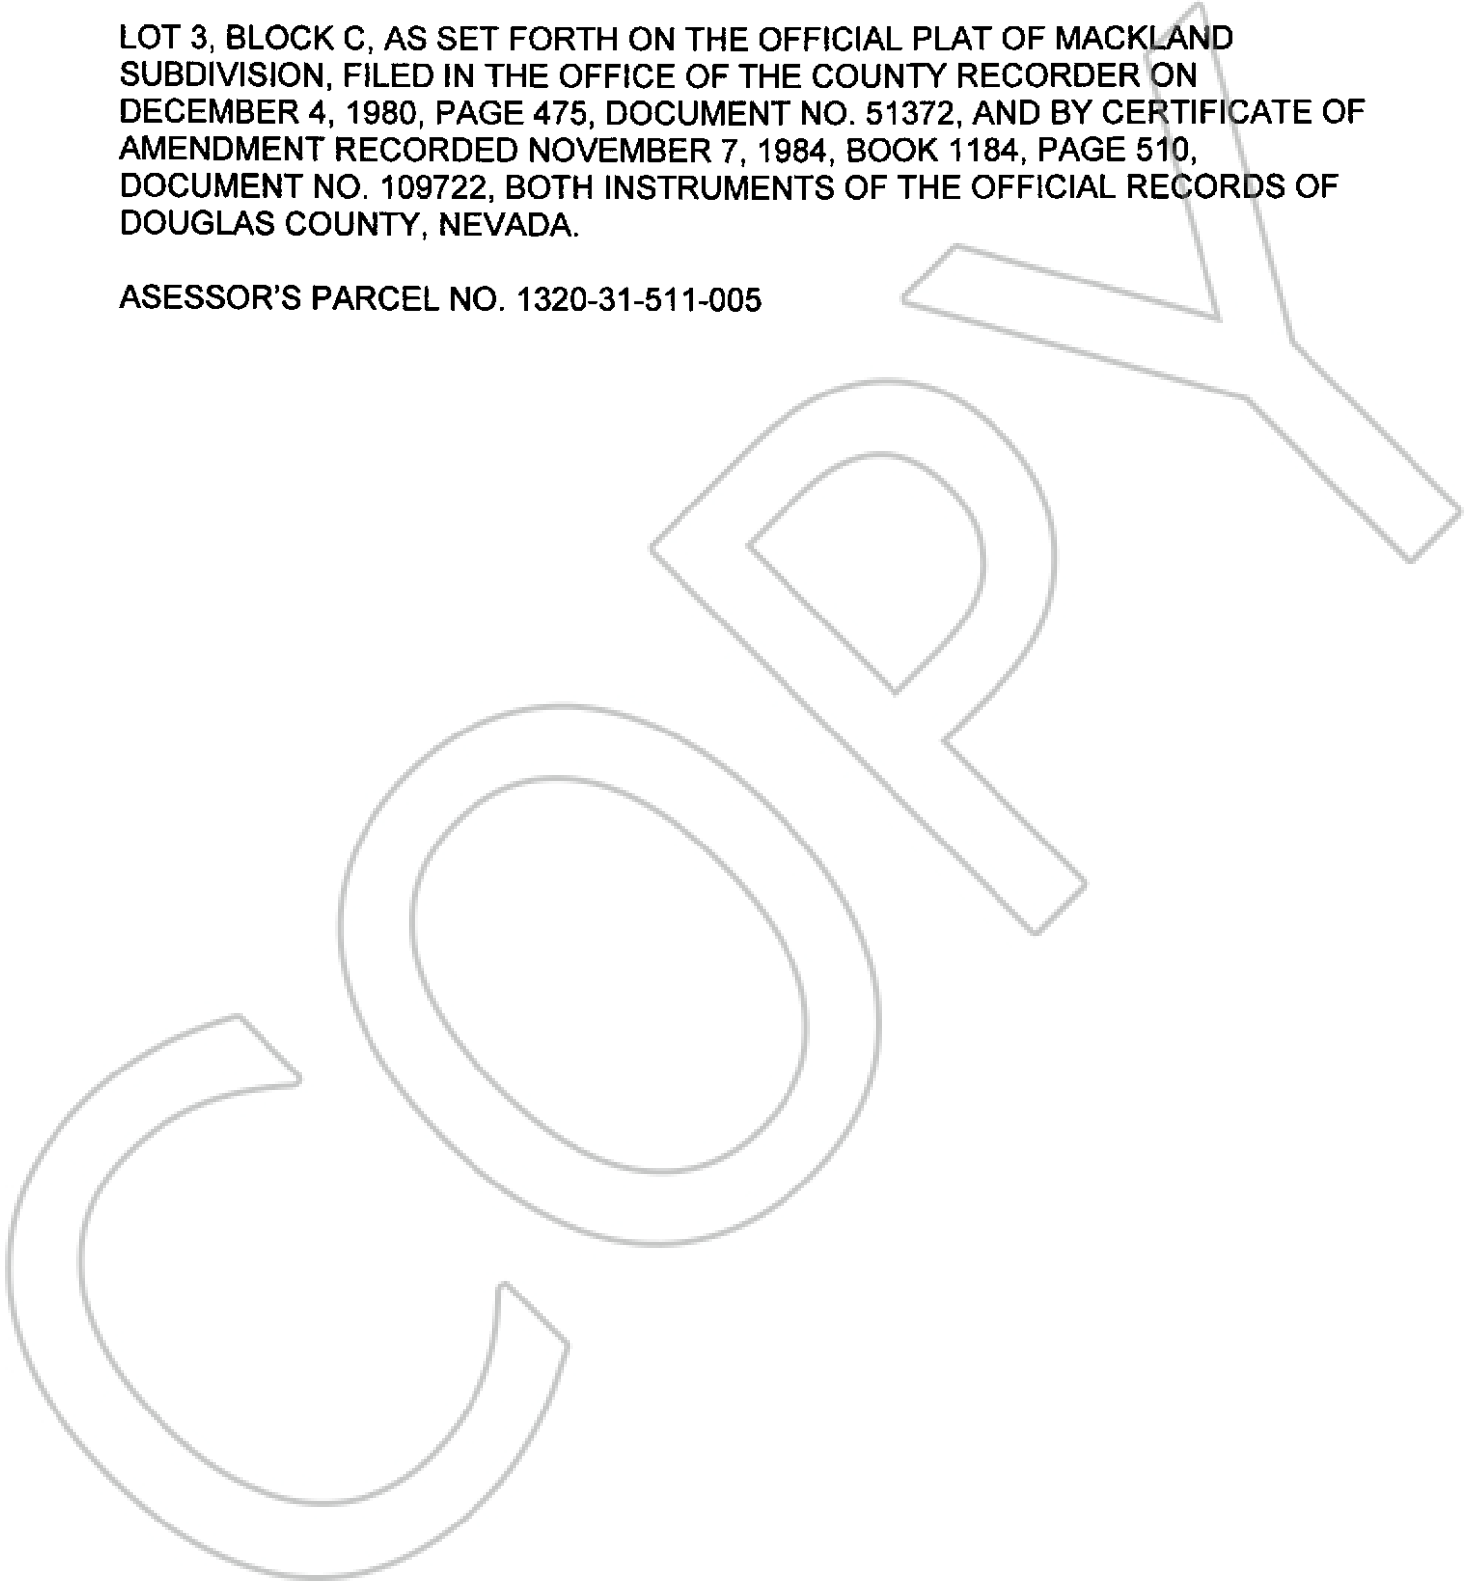 LOT 3, BLOCK C, AS SET FORTH ON THE OFFICIAL PLAT OF MACKLAND
SUBDIVISION, FILED IN THE OFFICE OF THE COUNTY RECORDER ON
DECEMBER 4, 1980, PAGE 475, DOCUMENT NO. 51372, AND BY CERTIFICATE OF
AMENDMENT RECORDED NOVEMBER 7, 1984, BOOK 1184, PAGE 510,
DOCUMENT NO. 109722, BOTH INSTRUMENTS OF THE OFFICIAL RECORDS OF
DOUGLAS COUNTY, NEVADA.
ASESSOR'S PARCEL NO. 1320-31-511-005
COPY